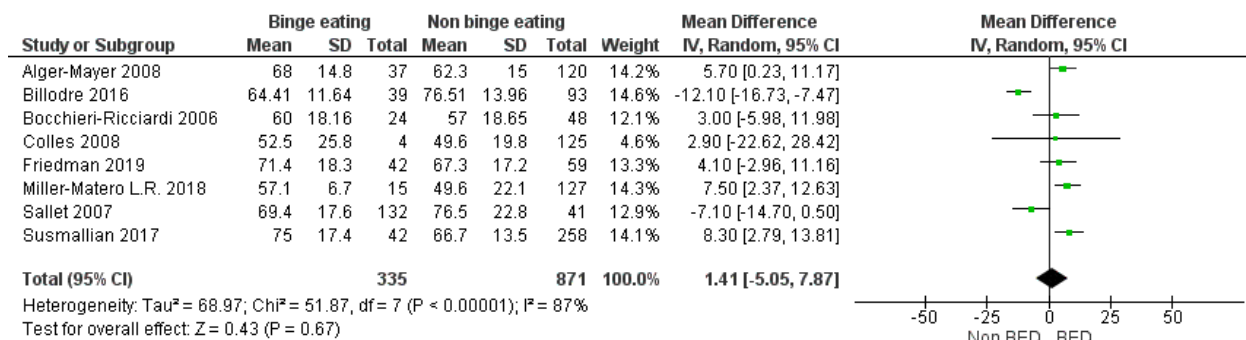 Binge eating Non binge eating Mean Difference Mean Difference
Study or Subgroup Mean SD Total Mean SD Total Weight IV, Random, 95% CI IV, Random, 95% CI
Alger-Mayer 2008 68 14.8 37 62.3 15 120 14.2% 5.70 [0.23, 11.17]
Billodre 2016 64.41 11.64 39 76.51 13.96 93 14.6% -12.10 [-16.73, -7.47]
Bocchieri-Ricciardi 2006 60 18.16 24 57 18.65 48 12.1% 3.00 [-5.98, 11.98]
Colles 2008 52.5 25.8 4 49.6 19.8 125 4.6% 2.90 [-22.62, 28.42]
Friedman 2019 71.4 18.3 42 67.3 17.2 59 13.3% 4.10 [-2.96, 11.16]
Miller-Matero L.R. 2018 57.1 6.7 15 49.6 22.1 127 14.3% 7.50 [2.37, 12.63]
Sallet 2007 69.4 17.6 132 76.5 22.8 41 12.9% -7.10 [-14.70, 0.50]
Susmallian 2017 75 17.4 42 66.7 13.5 258 14.1% 8.30 [2.79, 13.81]
Total (95% CI) 335 871 100.0% 1.41 [-5.05, 7.87]
Heterogeneity: Tau² = 68.97; Chi² = 51.87, df = 7 (P < 0.00001); I² = 87%
Test for overall effect: Z = 0.43 (P = 0.67)
-50 -25 0 25 50
Non BED BED